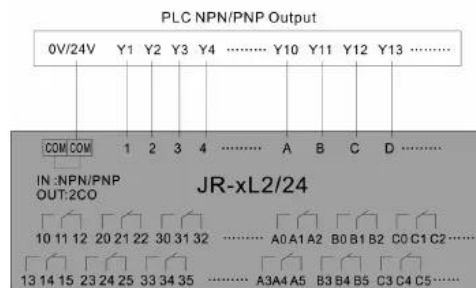 PLC NPN/PNP Output
0V/24V Y1 Y2 Y3 Y4 ········· Y10 Y11 Y12 Y13 ·········
COM COM 1 2 3 4 ········· A B C D ·········
IN :NPN/PNP
OUT:2CO
JR-xL2/24
10 11 12 20 21 22 30 31 32 ········· A0 A1 A2 B0 B1 B2 C0 C1 C2 ······
13 14 15 23 24 25 33 34 35 ········· A3 A4 A5 B3 B4 B5 C3 C4 C5 ······